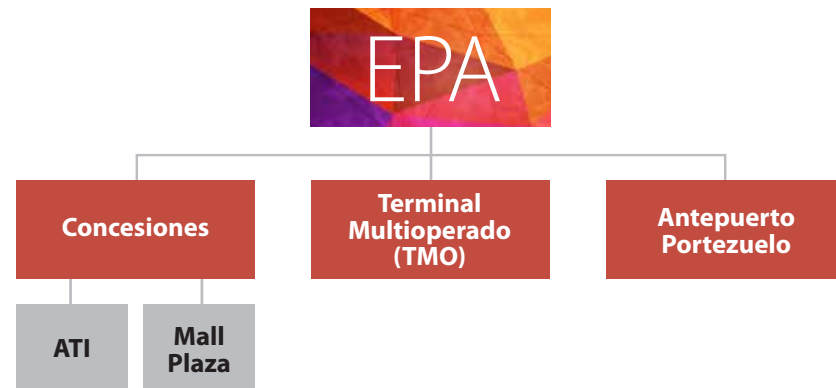 EPA
Concesiones
Terminal
Multioperado
(TMO)
Antepuerto
Portezuelo
ATI
Mall
Plaza